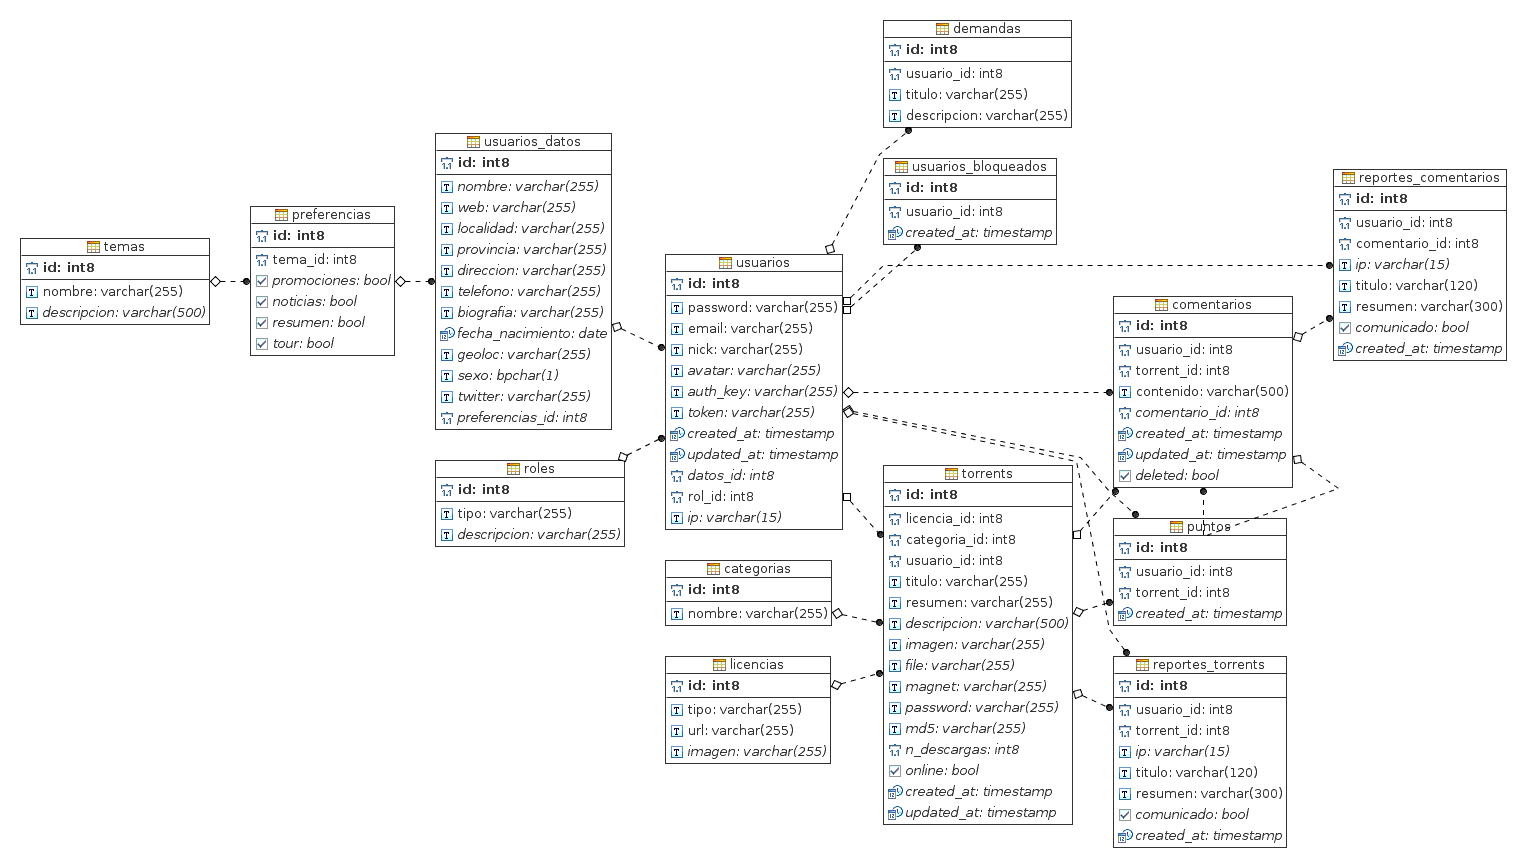 temas
id: int8
nombre: varchar(255)
descripcion: varchar(500)
preferencias
id: int8
tema_id: int8
promociones: bool
noticias: bool
resumen: bool
tour: bool
usuarios_datos
id: int8
nombre: varchar(255)
web: varchar(255)
localidad: varchar(255)
provincia: varchar(255)
direccion: varchar(255)
telefono: varchar(255)
biografia: varchar(255)
fecha_nacimiento: date
geoloc: varchar(255)
sexo: bpchar(1)
twitter: varchar(255)
preferencias_id: int8
roles
id: int8
tipo: varchar(255)
descripcion: varchar(255)
usuarios
id: int8
password: varchar(255)
email: varchar(255)
nick: varchar(255)
avatar: varchar(255)
auth_key: varchar(255)
token: varchar(255)
created_at: timestamp
updated_at: timestamp
datos_id: int8
rol_id: int8
ip: varchar(15)
categorias
id: int8
nombre: varchar(255)
licencias
id: int8
tipo: varchar(255)
url: varchar(255)
imagen: varchar(255)
demandas
id: int8
usuario_id: int8
titulo: varchar(255)
descripcion: varchar(255)
usuarios_bloqueados
id: int8
usuario_id: int8
created_at: timestamp
torrents
id: int8
licencia_id: int8
categoria_id: int8
usuario_id: int8
titulo: varchar(255)
resumen: varchar(255)
descripcion: varchar(500)
imagen: varchar(255)
file: varchar(255)
magnet: varchar(255)
password: varchar(255)
md5: varchar(255)
n_descargas: int8
online: bool
created_at: timestamp
updated_at: timestamp
comentarios
id: int8
usuario_id: int8
torrent_id: int8
contenido: varchar(500)
comentario_id: int8
created_at: timestamp
updated_at: timestamp
deleted: bool
puntos
id: int8
usuario_id: int8
torrent_id: int8
created_at: timestamp
reportes_torrents
id: int8
usuario_id: int8
torrent_id: int8
ip: varchar(15)
titulo: varchar(120)
resumen: varchar(300)
comunicado: bool
created_at: timestamp
reportes_comentarios
id: int8
usuario_id: int8
comentario_id: int8
ip: varchar(15)
titulo: varchar(120)
resumen: varchar(300)
comunicado: bool
created_at: timestamp